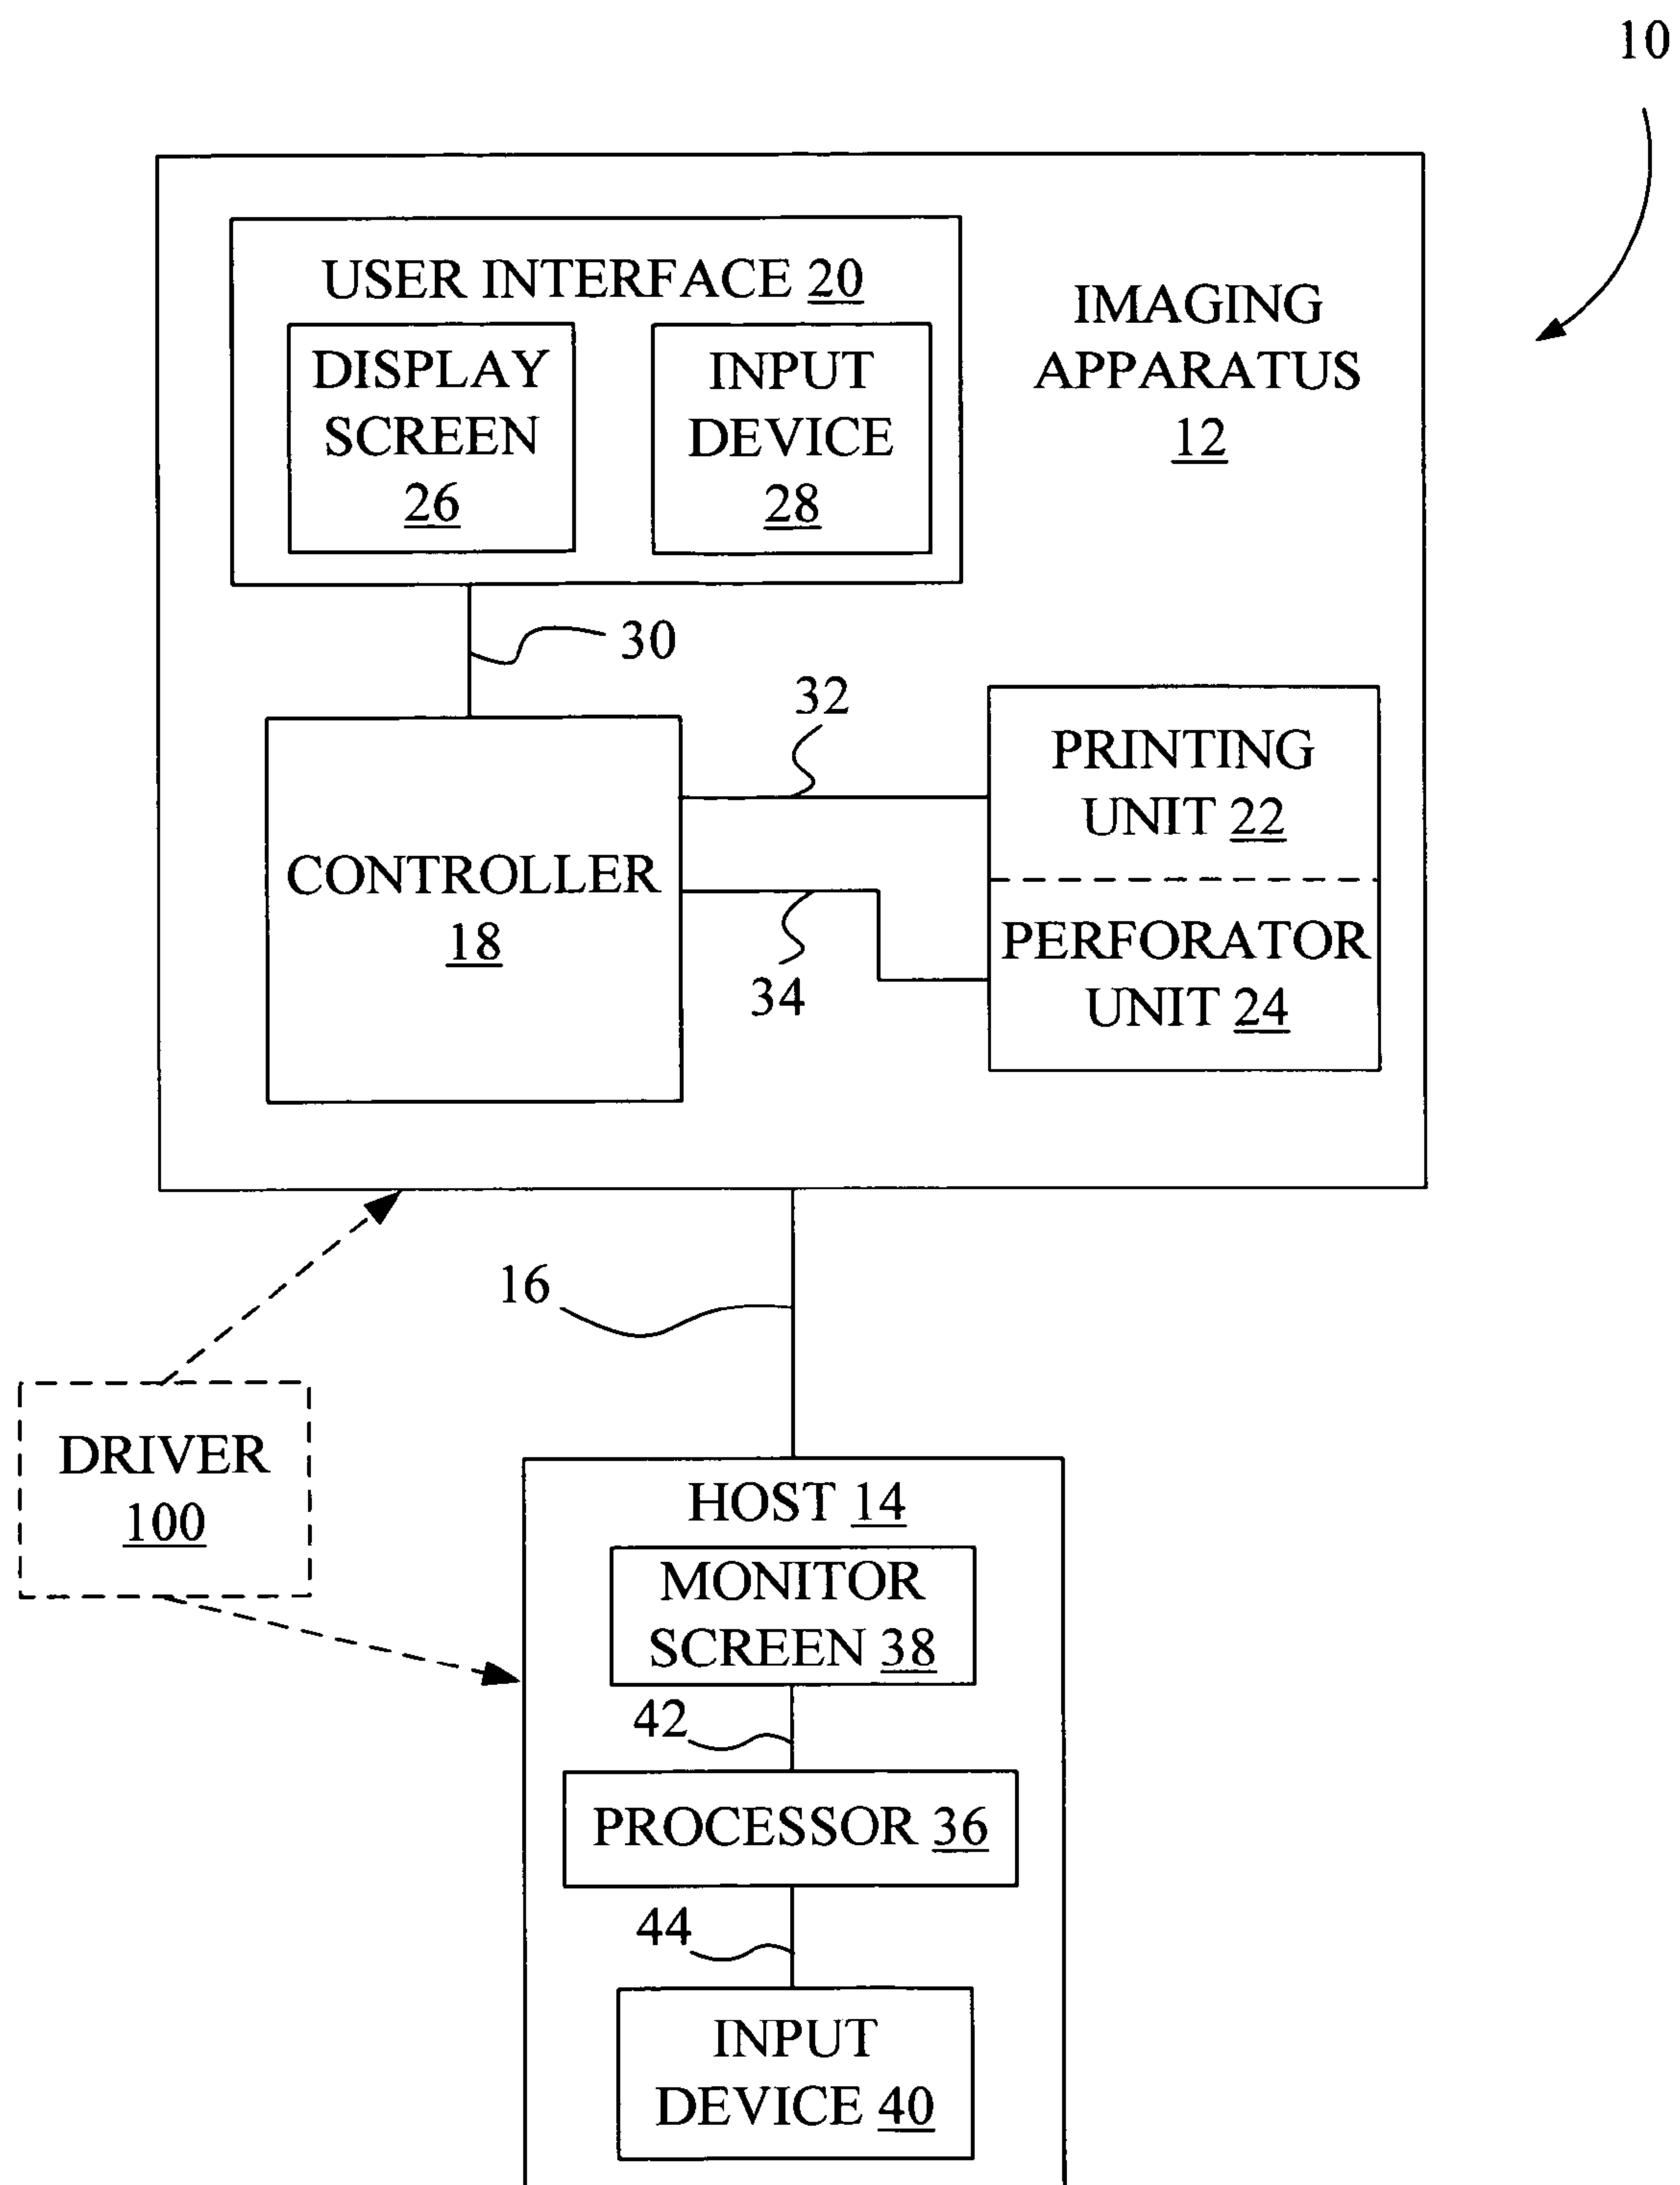 10
USER INTERFACE 20
DISPLAY
SCREEN
26
INPUT
DEVICE
28
IMAGING
APPARATUS
12
30
32
CONTROLLER
18
34
PRINTING
UNIT 22
PERFORATOR
UNIT 24
16
DRIVER
100
HOST 14
MONITOR
SCREEN 38
42
PROCESSOR 36
44
INPUT
DEVICE 40